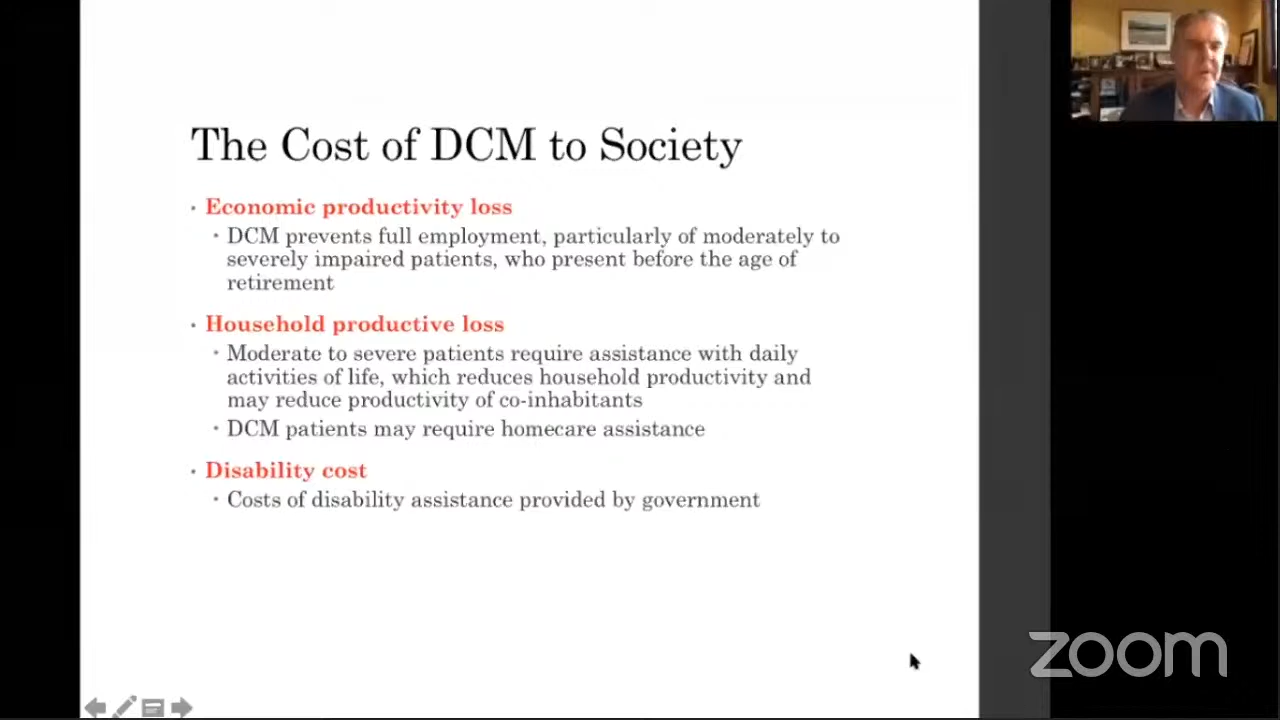 The Cost of DCM to Society
• Economic productivity loss
• DCM prevents full employment, particularly of moderately to
severely impaired patients, who present before the age of
retirement
• Household productive loss
• Moderate to severe patients require assistance with daily
activities of life, which reduces household productivity and
may reduce productivity of co-inhabitants
• DCM patients may require homecare assistance
• Disability cost
• Costs of disability assistance provided by government
zoom